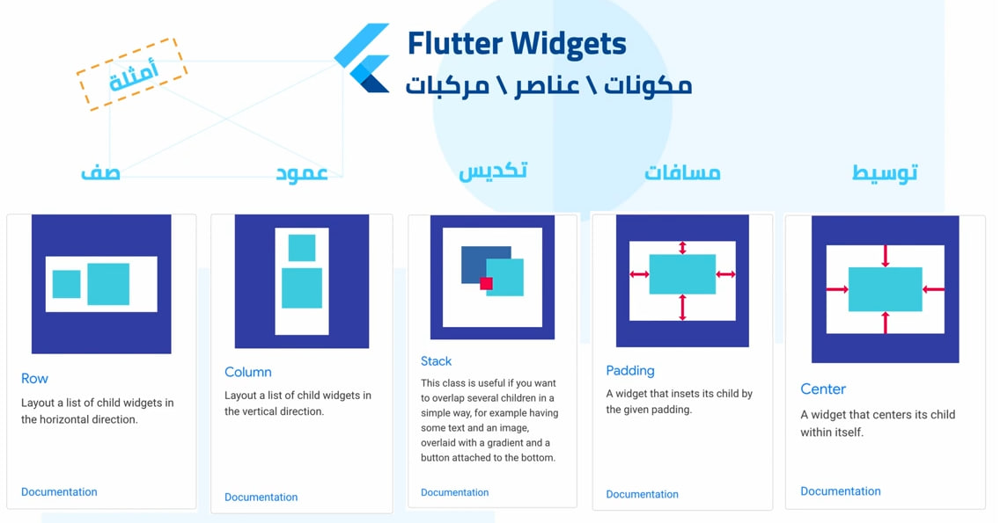 Flutter Widgets
مكونات \ عناصر \ مركبات
أمثلة
صف
عمود
تكديس
مسافات
توسيط
Row
Layout a list of child widgets in
the horizontal direction.
Documentation
Column
Layout a list of child widgets in
the vertical direction.
Documentation
Stack
This class is useful if you want
to overlap several children in a
simple way, for example having
some text and an image,
overlaid with a gradient and a
button attached to the bottom.
Documentation
Padding
A widget that insets its child by
the given padding.
Documentation
Center
A widget that centers its child
within itself.
Documentation